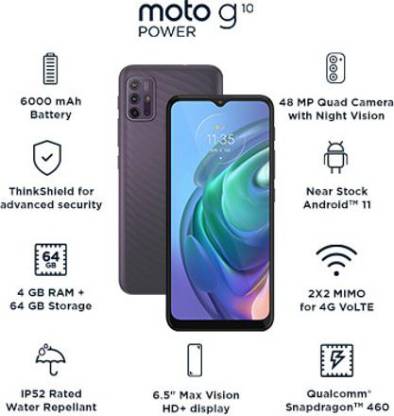 moto g10
POWER
6000 mAh
Battery
48 MP Quad Camera
with Night Vision
ThinkShield for
advanced security
11:35
Near Stock
Android™ 11
64
GB
4 GB RAM +
64 GB Storage
2X2 MIMO
for 4G VoLTE
IP52 Rated
Water Repellant
6.5" Max Vision
HD+ display
Qualcomm®
Snapdragon™ 460